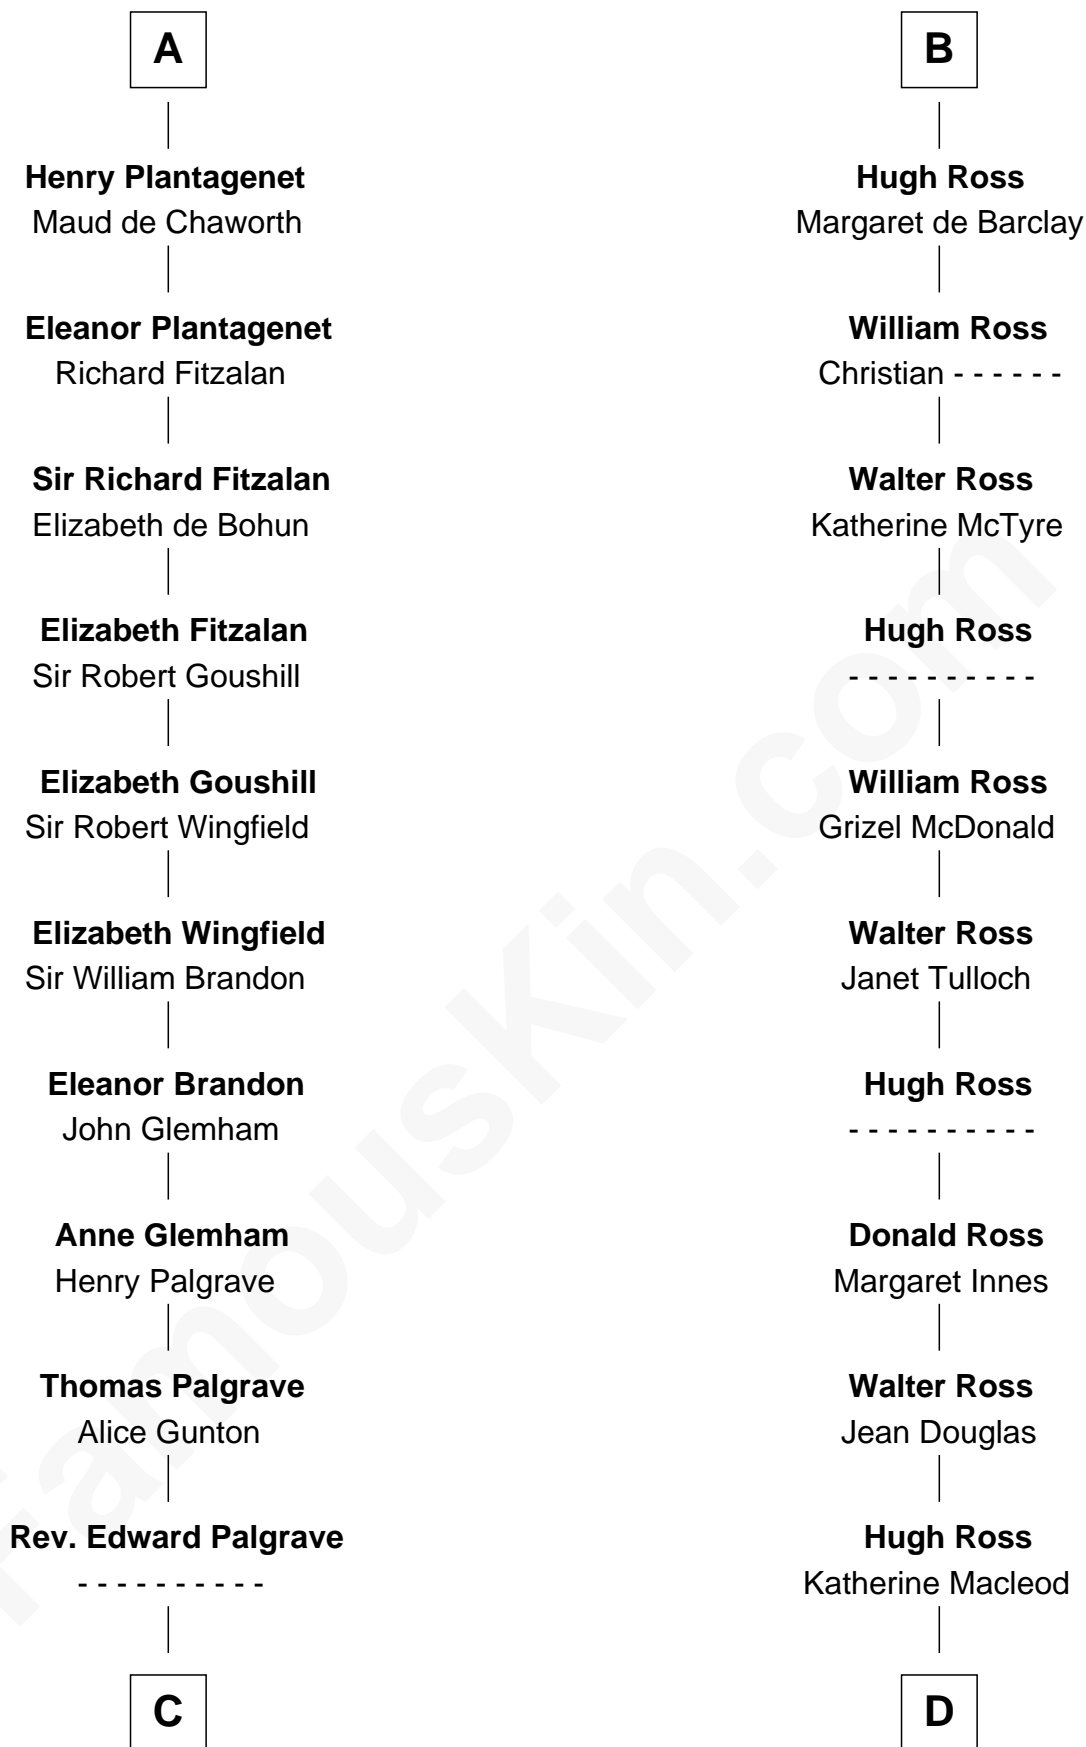 A
Henry Plantagenet
Maud de Chaworth
Eleanor Plantagenet
Richard Fitzalan
Sir Richard Fitzalan
Elizabeth de Bohun
Elizabeth Fitzalan
Sir Robert Goushill
Elizabeth Goushill
Sir Robert Wingfield
Elizabeth Wingfield
Sir William Brandon
Eleanor Brandon
John Glemham
Anne Glemham
Henry Palgrave
Thomas Palgrave
Alice Gunton
Rev. Edward Palgrave
- - - - - - - - - -
C
B
Hugh Ross
Margaret de Barclay
William Ross
Christian - - - - - -
Walter Ross
Katherine McTyre
Hugh Ross
- - - - - - - - - -
William Ross
Grizel McDonald
Walter Ross
Janet Tulloch
Hugh Ross
- - - - - - - - - -
Donald Ross
Margaret Innes
Walter Ross
Jean Douglas
Hugh Ross
Katherine Macleod
D
FamousKin.com